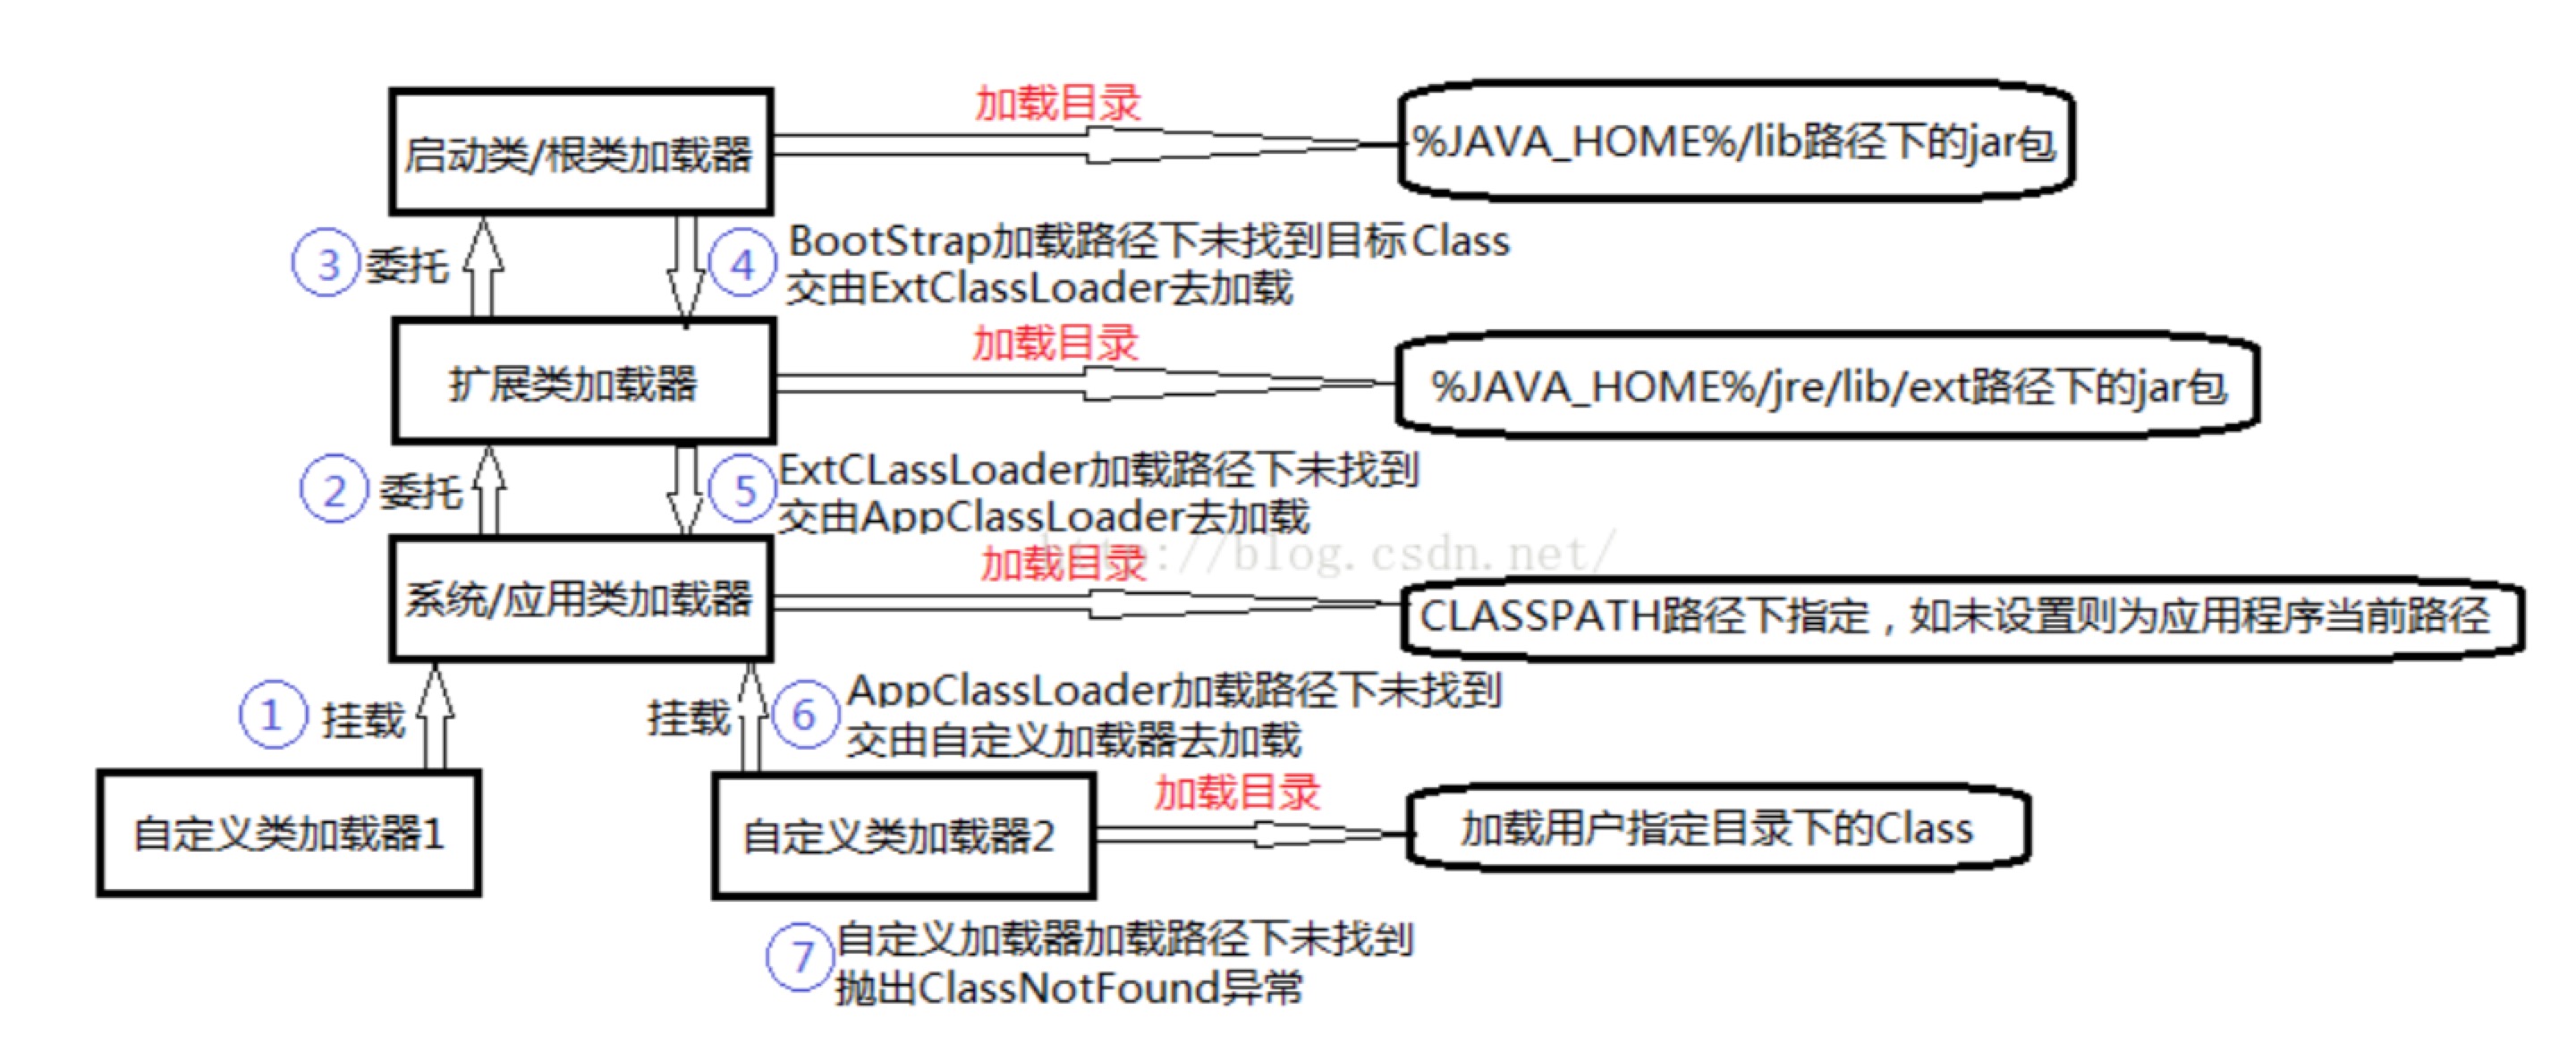 加载目录
启动类/根类加载器
%JAVA_HOME%/lib路径下的jar包
③ 委托
④ BootStrap加载路径下未找到目标Class
交由ExtClassLoader去加载
加载目录
扩展类加载器
%JAVA_HOME%/jre/lib/ext路径下的jar包
② 委托
⑤ ExtCLassLoader加载路径下未找到
交由AppClassLoader去加载
http://blog.csdn.net/
加载目录
系统/应用类加载器
CLASSPATH路径下指定，如未设置则为应用程序当前路径
① 挂载
挂载
⑥ AppClassLoader加载路径下未找到
交由自定义加载器去加载
加载目录
自定义类加载器1
自定义类加载器2
加载用户指定目录下的Class
⑦ 自定义加载器加载路径下未找到
抛出ClassNotFound异常